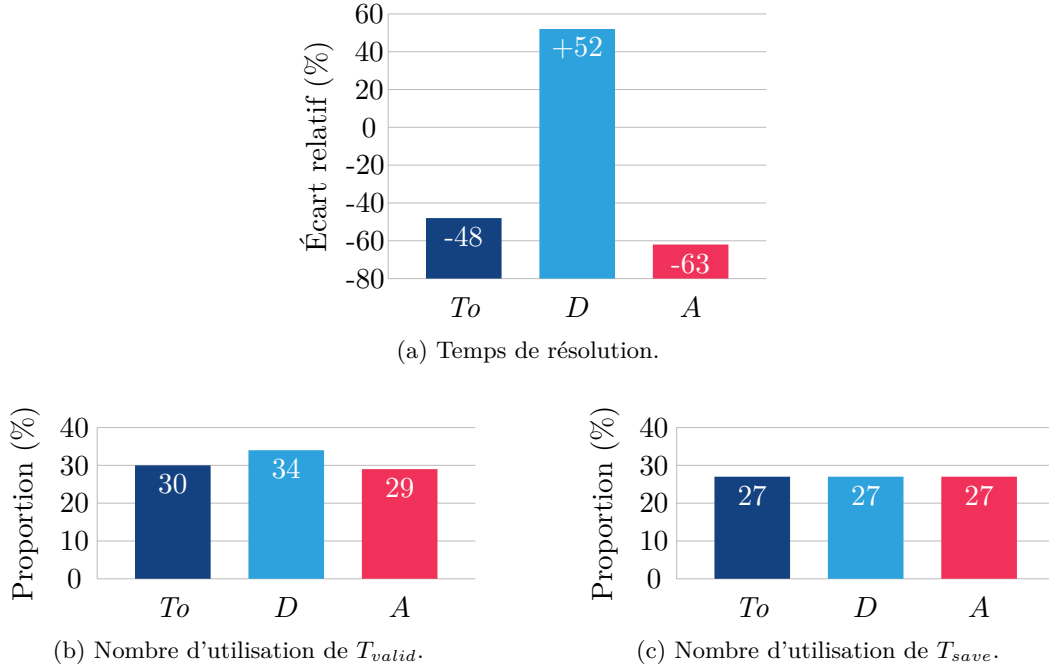 Écart relatif (%)
60
40
20
0
-20
-40
-60
-80
-48
+52
-63
To
D
A
(a) Temps de résolution.
Proportion (%)
40
30
20
10
0
30
34
29
To
D
A
(b) Nombre d'utilisation de T_valid.
Proportion (%)
40
30
20
10
0
27
27
27
To
D
A
(c) Nombre d'utilisation de T_save.